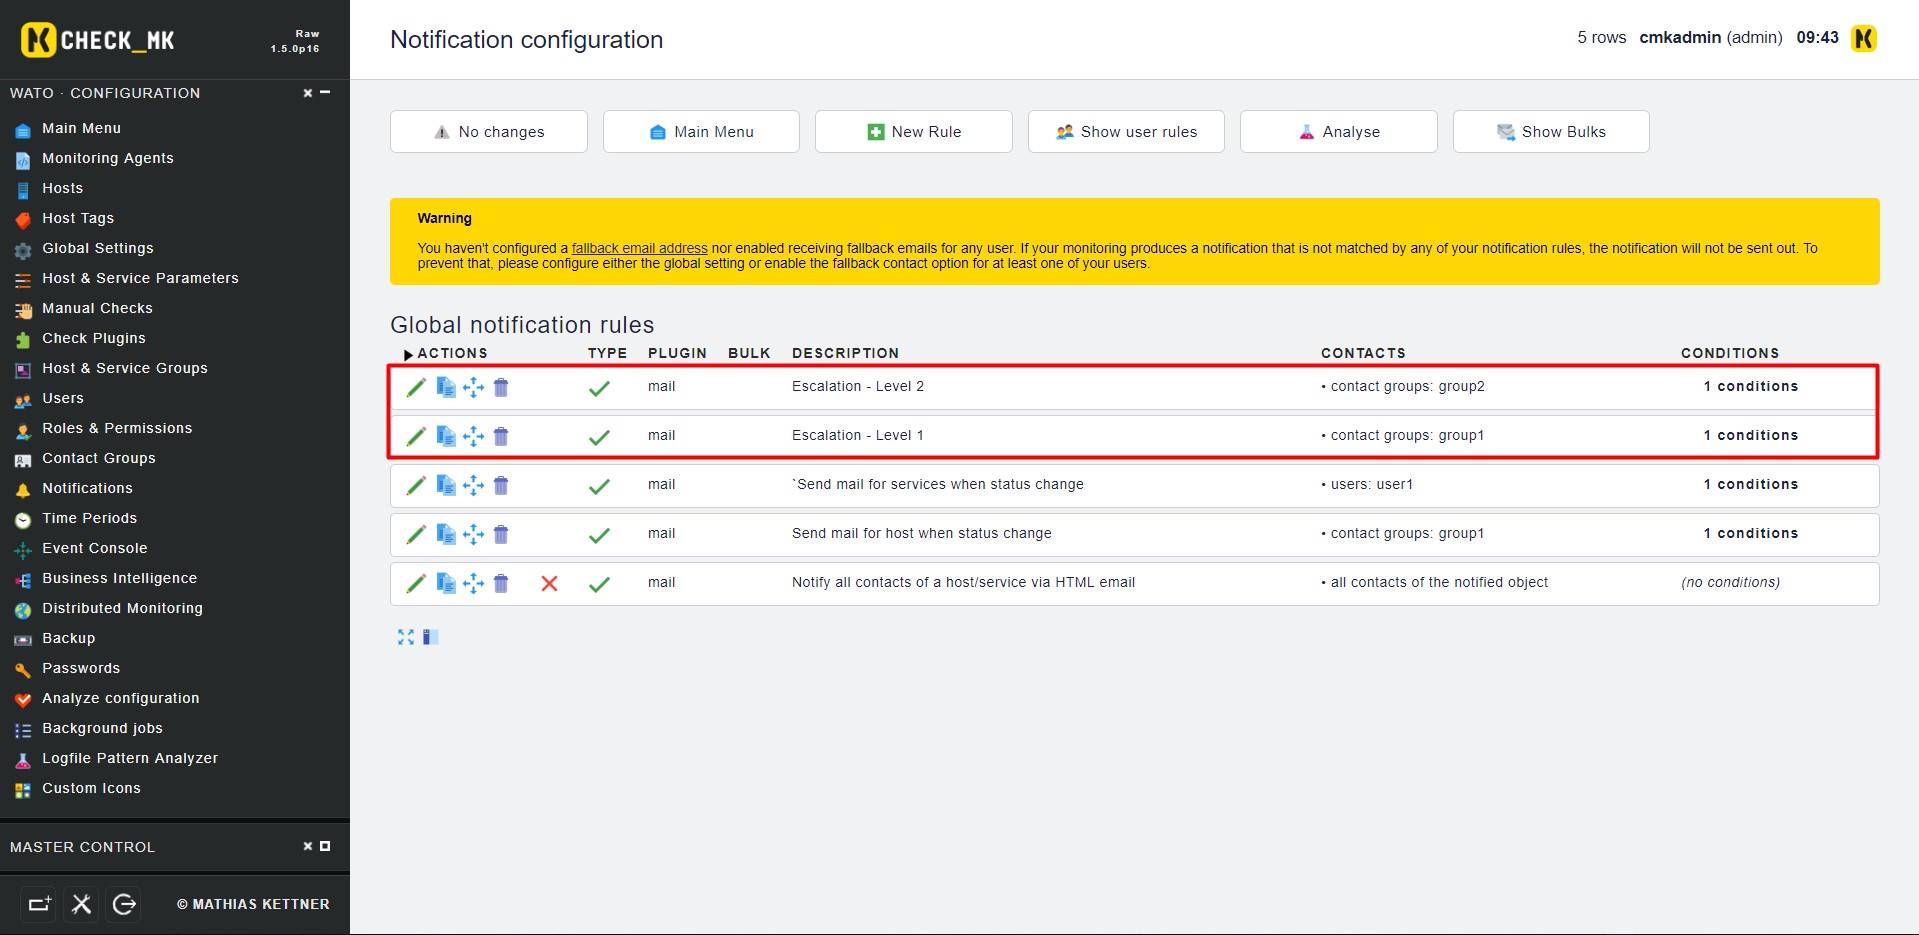 CHECK_MK
Raw
1.5.0p16
WATO · CONFIGURATION
Main Menu
Monitoring Agents
Hosts
Host Tags
Global Settings
Host & Service Parameters
Manual Checks
Check Plugins
Host & Service Groups
Users
Roles & Permissions
Contact Groups
Notifications
Time Periods
Event Console
Business Intelligence
Distributed Monitoring
Backup
Passwords
Analyze configuration
Background jobs
Logfile Pattern Analyzer
Custom Icons
MASTER CONTROL
© MATHIAS KETTNER
Notification configuration
5 rows cmkadmin (admin) 09:43
No changes Main Menu New Rule Show user rules Analyse Show Bulks
Warning
You haven't configured a fallback email address nor enabled receiving fallback emails for any user. If your monitoring produces a notification that is not matched by any of your notification rules, the notification will not be sent out. To
prevent that, please configure either the global setting or enable the fallback contact option for at least one of your users.
Global notification rules
ACTIONS TYPE PLUGIN BULK DESCRIPTION CONTACTS CONDITIONS
mail Escalation - Level 2 • contact groups: group2 1 conditions
mail Escalation - Level 1 • contact groups: group1 1 conditions
mail `Send mail for services when status change • users: user1 1 conditions
mail Send mail for host when status change • contact groups: group1 1 conditions
mail Notify all contacts of a host/service via HTML email • all contacts of the notified object (no conditions)